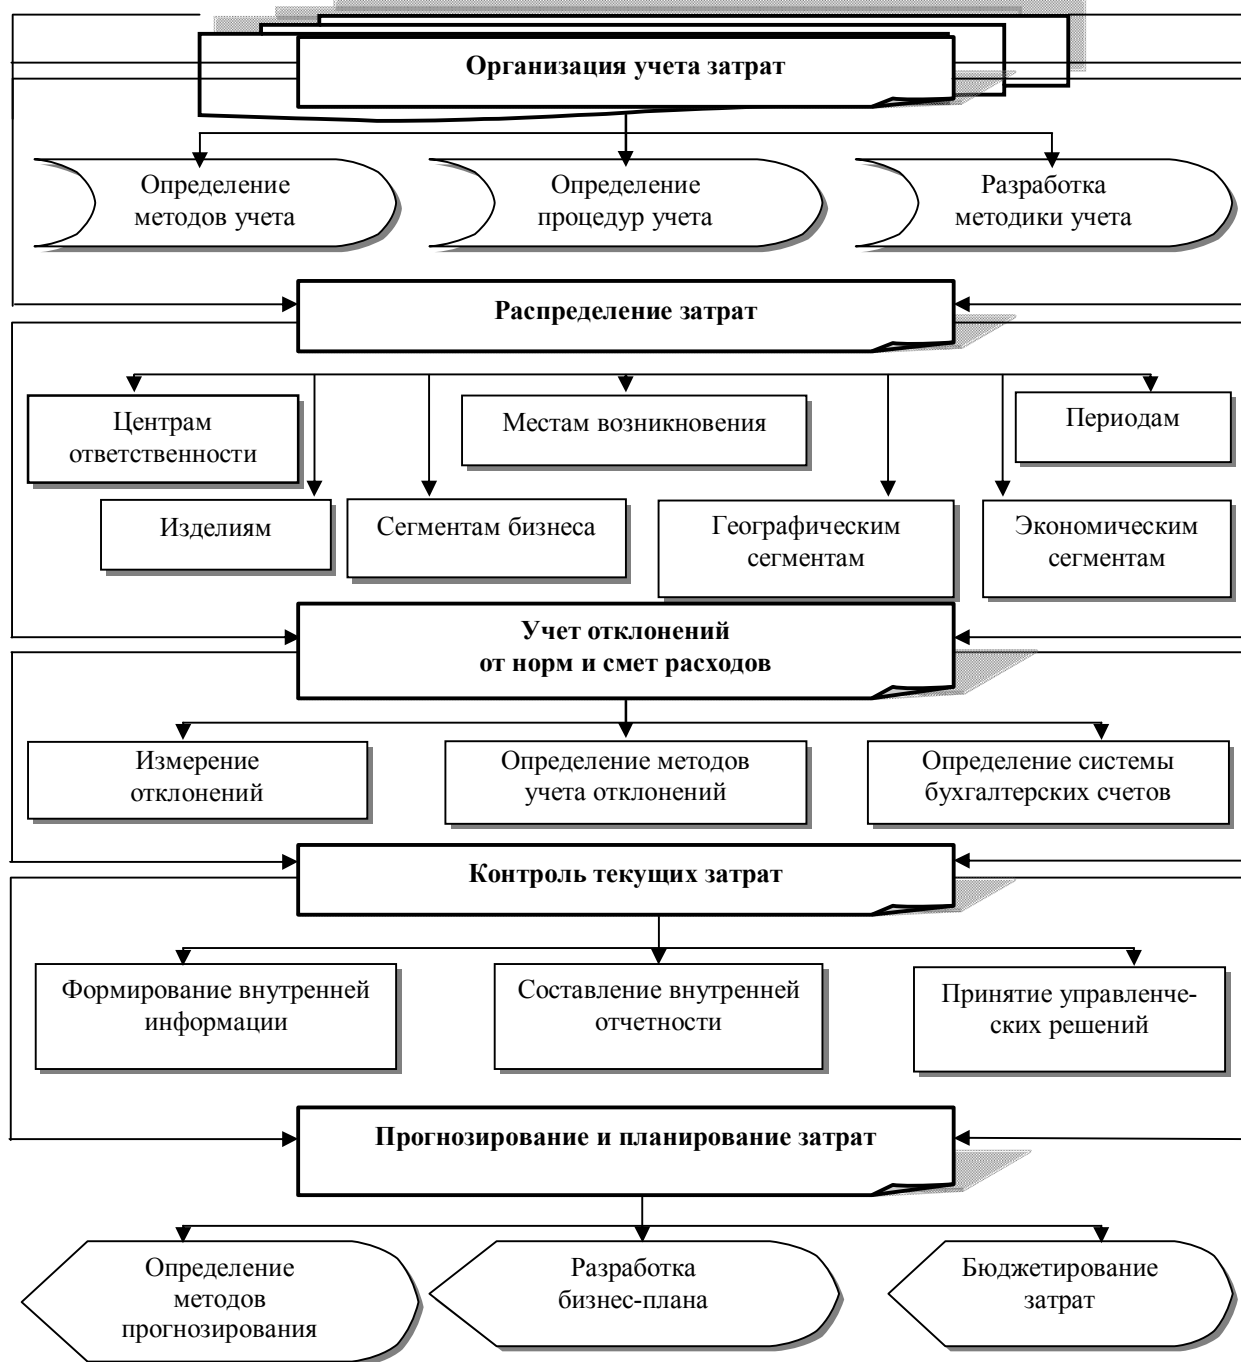 Организация учета затрат
Определение
методов учета
Определение
процедур учета
Разработка
методики учета
Распределение затрат
Центрам
ответственности
Местам возникновения
Периодам
Изделиям
Сегментам бизнеса
Географическим
сегментам
Экономическим
сегментам
Учет отклонений
от норм и смет расходов
Измерение
отклонений
Определение методов
учета отклонений
Определение системы
бухгалтерских счетов
Контроль текущих затрат
Формирование внутренней
информации
Составление внутренней
отчетности
Принятие управленче-
ских решений
Прогнозирование и планирование затрат
Определение
методов
прогнозирования
Разработка
бизнес-плана
Бюджетирование
затрат